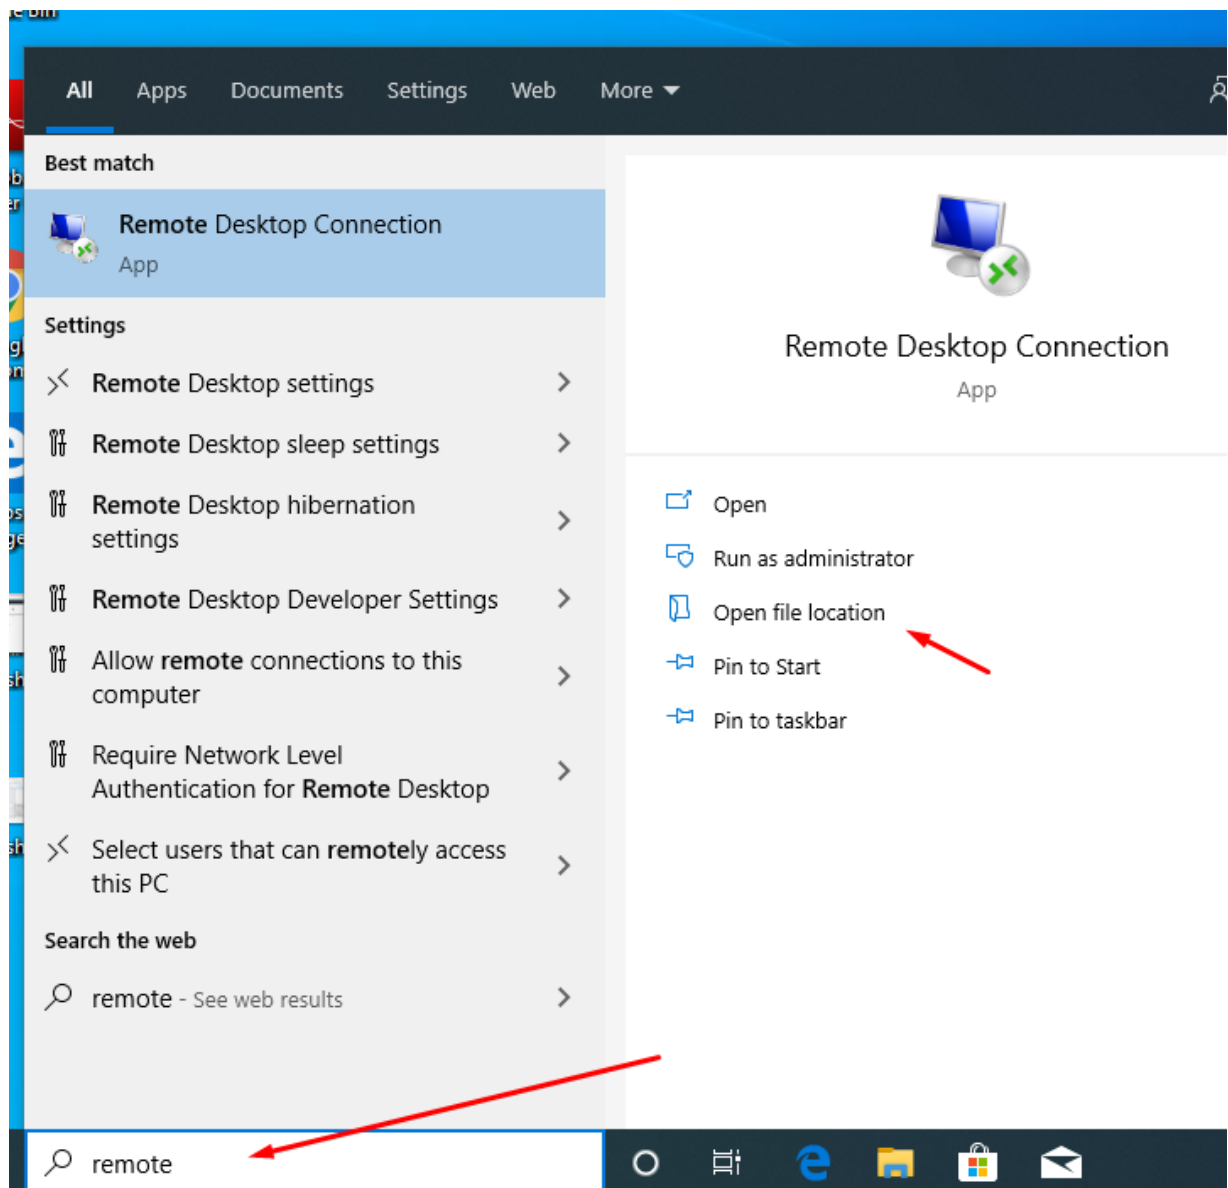 All Apps Documents Settings Web More
Best match
Remote Desktop Connection
App
Settings
Remote Desktop settings
Remote Desktop sleep settings
Remote Desktop hibernation
settings
Remote Desktop Developer Settings
Allow remote connections to this
computer
Require Network Level
Authentication for Remote Desktop
Select users that can remotely access
this PC
Search the web
remote - See web results
remote
Remote Desktop Connection
App
Open
Run as administrator
Open file location
Pin to Start
Pin to taskbar